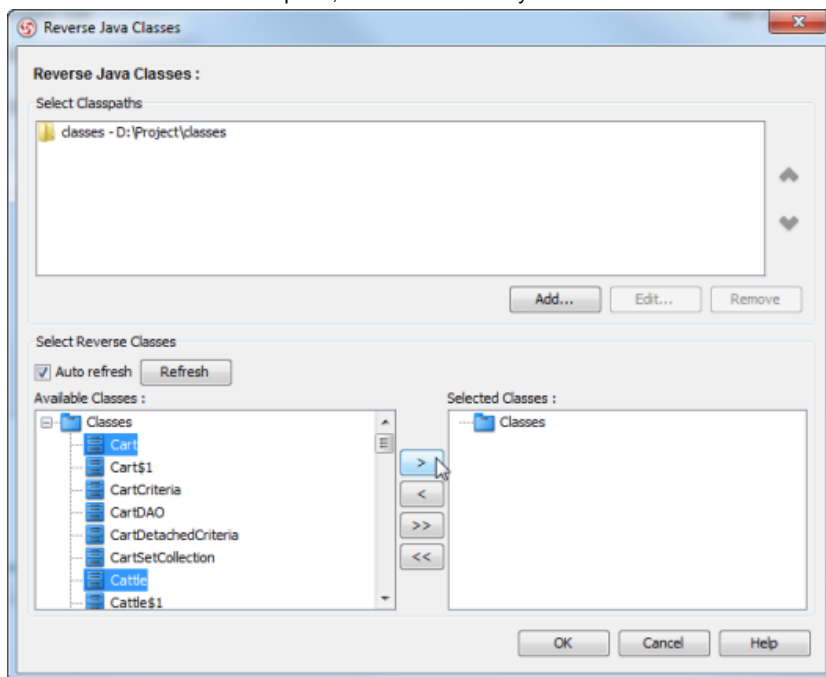 Reverse Java Classes
Reverse Java Classes :
Select Classpaths
classes - D:\Project\classes
Add... Edit... Remove
Select Reverse Classes
Auto refresh Refresh
Available Classes : Selected Classes :
Classes Classes
Cart
Cart$1 >
CartCriteria <
CartDAO
CartDetachedCriteria >>
CartSetCollection <<
Cattle
Cattle$1
OK Cancel Help